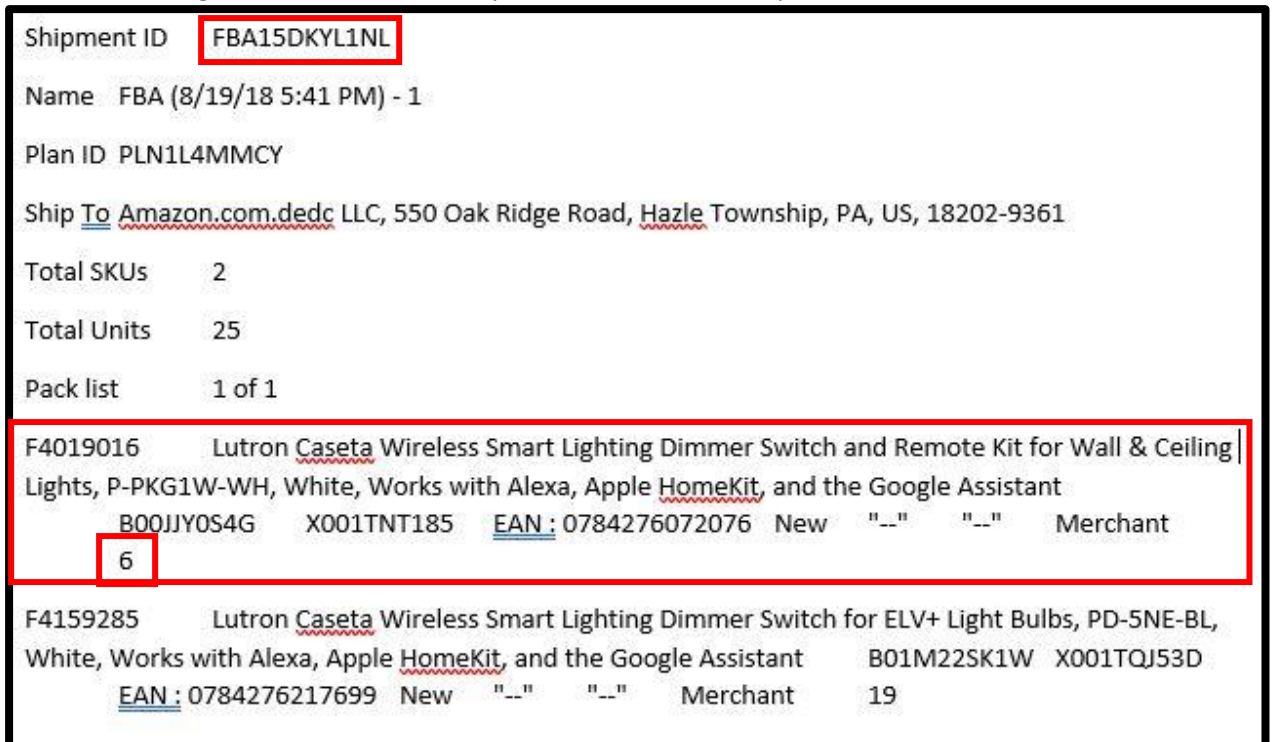 Shipment ID FBA15DKYL1NL
Name FBA (8/19/18 5:41 PM) - 1
Plan ID PLN1L4MMCY
Ship To Amazon.com.dedc LLC, 550 Oak Ridge Road, Hazle Township, PA, US, 18202-9361
Total SKUs 2
Total Units 25
Pack list 1 of 1
F4019016 Lutron Caseta Wireless Smart Lighting Dimmer Switch and Remote Kit for Wall & Ceiling
Lights, P-PKG1W-WH, White, Works with Alexa, Apple HomeKit, and the Google Assistant
B00JJY0S4G X001TNT185 EAN : 0784276072076 New "--" "--" Merchant
6
F4159285 Lutron Caseta Wireless Smart Lighting Dimmer Switch for ELV+ Light Bulbs, PD-5NE-BL,
White, Works with Alexa, Apple HomeKit, and the Google Assistant B01M22SK1W X001TQJ53D
EAN : 0784276217699 New "--" "--" Merchant 19